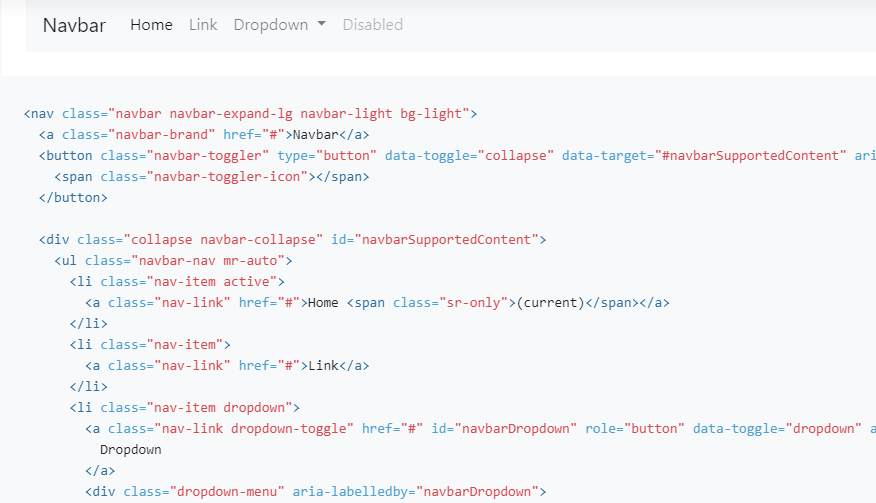 Navbar Home Link Dropdown Disabled
<nav class="navbar navbar-expand-lg navbar-light bg-light">
<a class="navbar-brand" href="#">Navbar</a>
<button class="navbar-toggler" type="button" data-toggle="collapse" data-target="#navbarSupportedContent" ari
<span class="navbar-toggler-icon"></span>
</button>
<div class="collapse navbar-collapse" id="navbarSupportedContent">
<ul class="navbar-nav mr-auto">
<li class="nav-item active">
<a class="nav-link" href="#">Home <span class="sr-only">(current)</span></a>
</li>
<li class="nav-item">
<a class="nav-link" href="#">Link</a>
</li>
<li class="nav-item dropdown">
<a class="nav-link dropdown-toggle" href="#" id="navbarDropdown" role="button" data-toggle="dropdown" a
Dropdown
</a>
<div class="dropdown-menu" aria-labelledby="navbarDropdown">